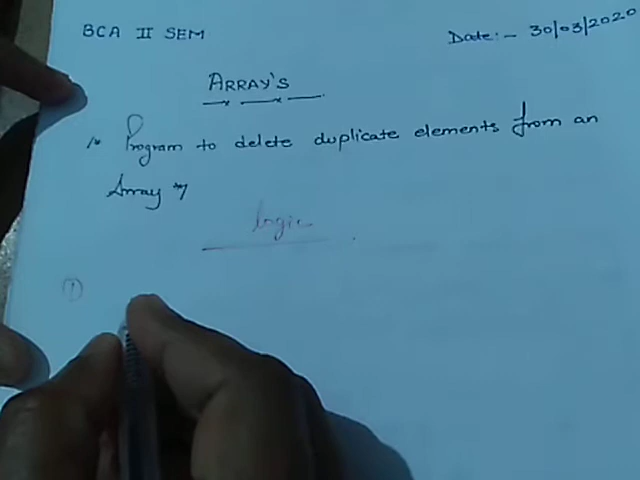 BCA II SEM
Date:- 30/03/2020
ARRAY'S
/* Program to delete duplicate elements from an
Array */
logic
①